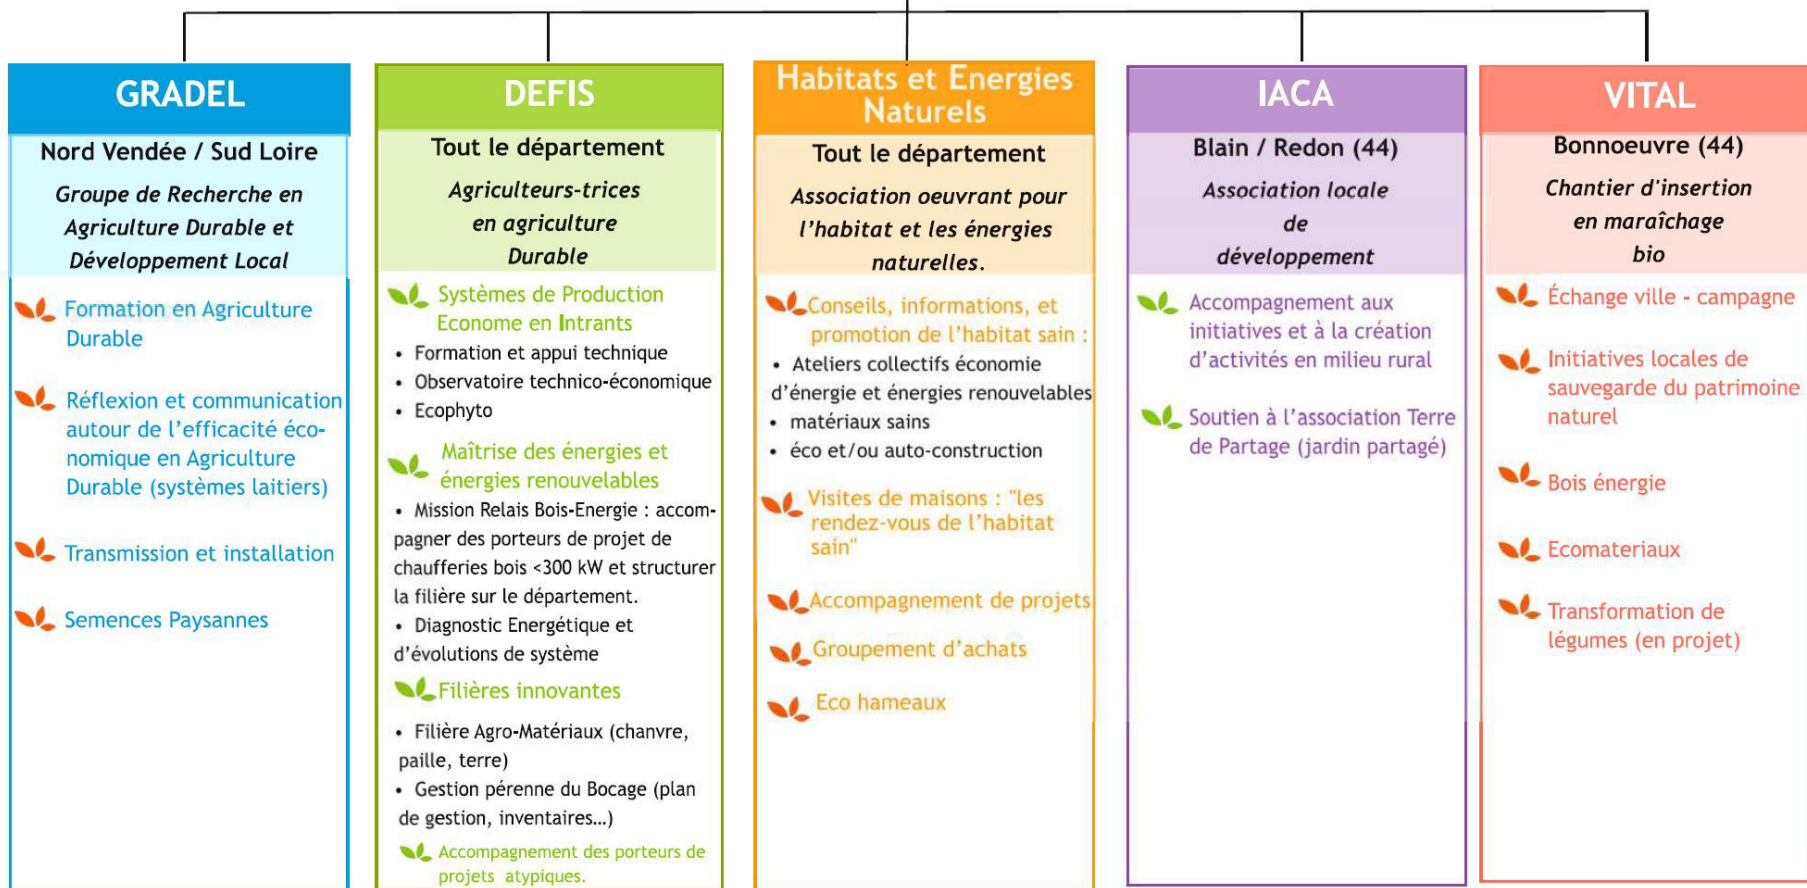 GRADEL
Nord Vendée / Sud Loire
Groupe de Recherche en
Agriculture Durable et
Développement Local
Formation en Agriculture
Durable
Réflexion et communication
autour de l'efficacité éco-
nomique en Agriculture
Durable (systèmes laitiers)
Transmission et installation
Semences Paysannes
DEFIS
Tout le département
Agriculteurs-trices
en agriculture
Durable
Systèmes de Production
Econome en Intrants
• Formation et appui technique
• Observatoire technico-économique
• Ecophyto
Maîtrise des énergies et
énergies renouvelables
• Mission Relais Bois-Energie : accom-
pagner des porteurs de projet de
chaufferies bois <300 kW et structurer
la filière sur le département.
• Diagnostic Energétique et
d'évolutions de système
Filières innovantes
• Filière Agro-Matériaux (chanvre,
paille, terre)
• Gestion pérenne du Bocage (plan
de gestion, inventaires...)
Accompagnement des porteurs de
projets atypiques.
Habitats et Energies
Naturels
Tout le département
Association oeuvrant pour
l'habitat et les énergies
naturelles.
Conseils, informations, et
promotion de l'habitat sain :
• Ateliers collectifs économie
d'énergie et énergies renouvelables
• matériaux sains
• éco et/ou auto-construction
Visites de maisons : "les
rendez-vous de l'habitat
sain"
Accompagnement de projets
Groupement d'achats
Eco hameaux
IACA
Blain / Redon (44)
Association locale
de
développement
Accompagnement aux
initiatives et à la création
d'activités en milieu rural
Soutien à l'association Terre
de Partage (jardin partagé)
VITAL
Bonnoeuvre (44)
Chantier d'insertion
en maraîchage
bio
Échange ville - campagne
Initiatives locales de
sauvegarde du patrimoine
naturel
Bois énergie
Ecomateriaux
Transformation de
légumes (en projet)